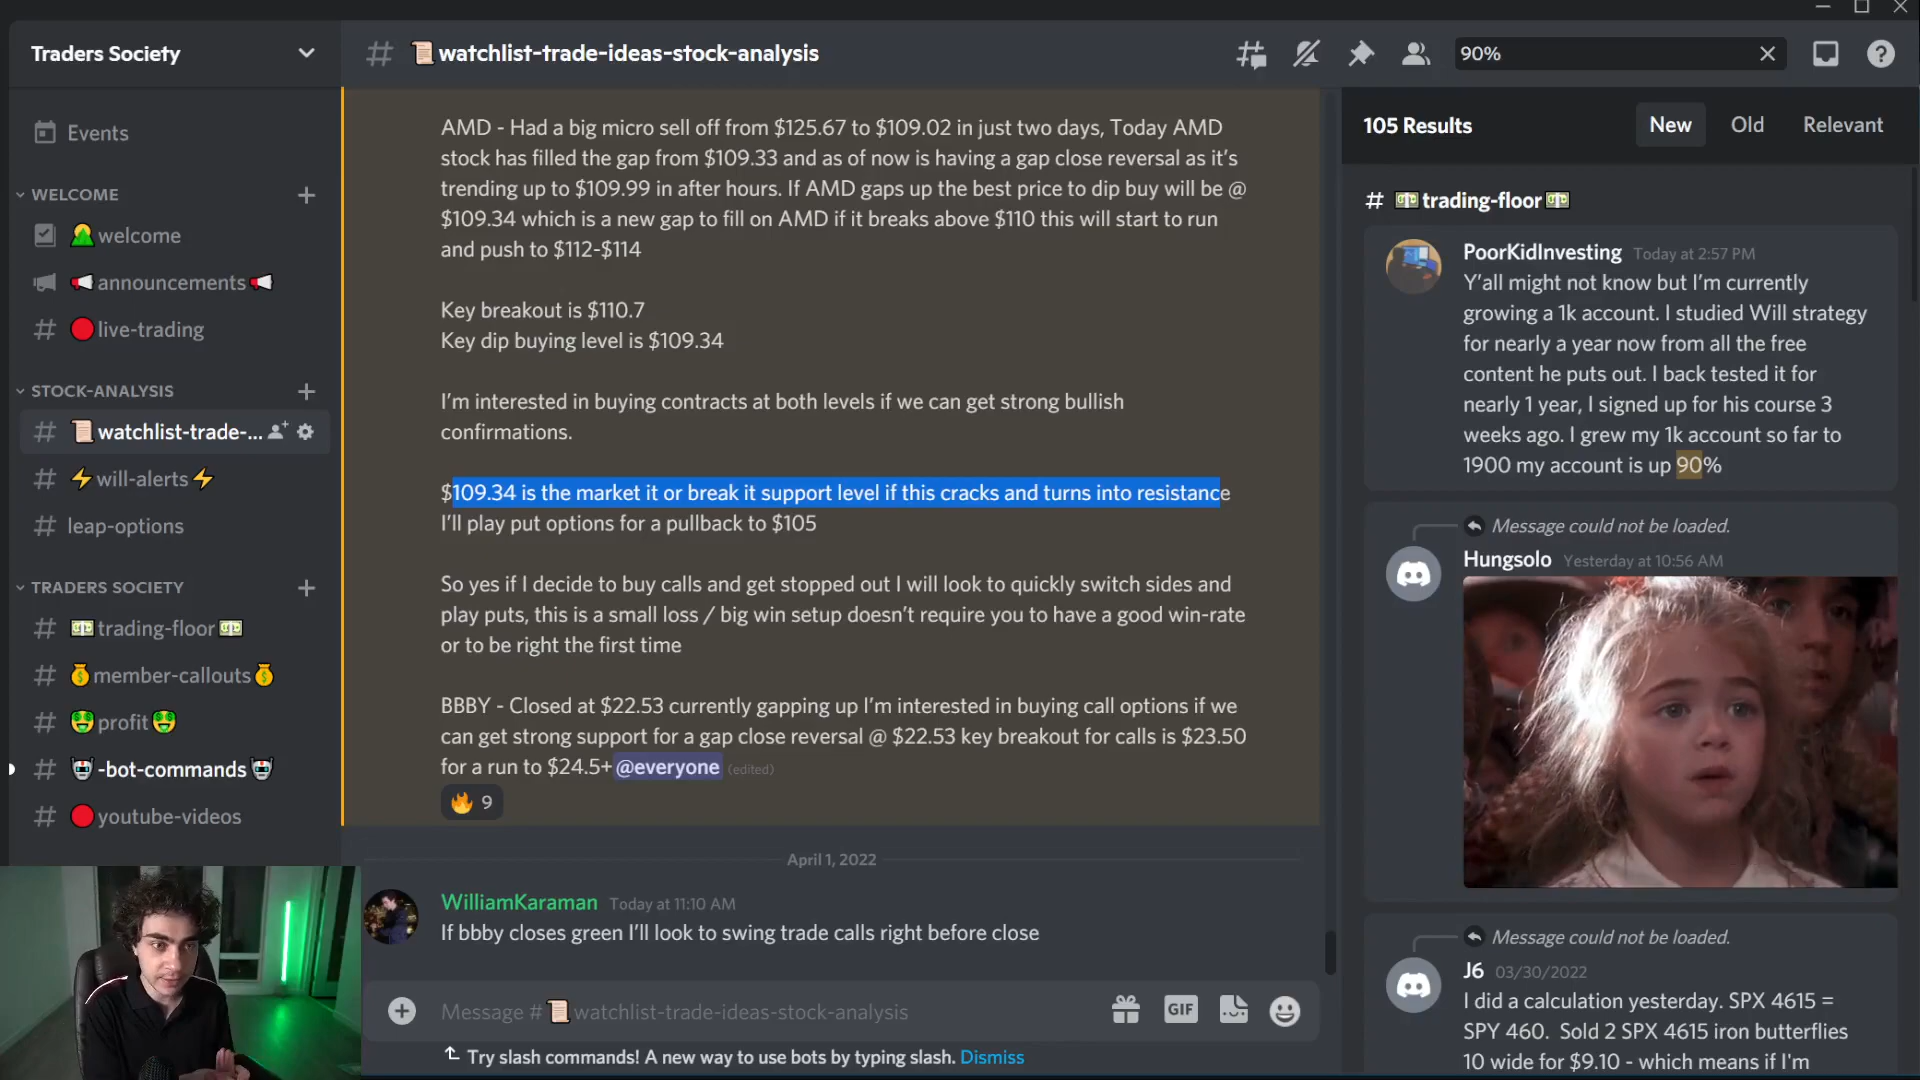 Traders Society
Events
WELCOME
welcome
announcements
live-trading
STOCK-ANALYSIS
watchlist-trade-...
will-alerts
leap-options
TRADERS SOCIETY
trading-floor
member-callouts
profit
-bot-commands
youtube-videos
watchlist-trade-ideas-stock-analysis
AMD - Had a big micro sell off from $125.67 to $109.02 in just two days, Today AMD
stock has filled the gap from $109.33 and as of now is having a gap close reversal as it's
trending up to $109.99 in after hours. If AMD gaps up the best price to dip buy will be @
$109.34 which is a new gap to fill on AMD if it breaks above $110 this will start to run
and push to $112-$114
Key breakout is $110.7
Key dip buying level is $109.34
I'm interested in buying contracts at both levels if we can get strong bullish
confirmations.
$109.34 is the market it or break it support level if this cracks and turns into resistance
I'll play put options for a pullback to $105
So yes if I decide to buy calls and get stopped out I will look to quickly switch sides and
play puts, this is a small loss / big win setup doesn't require you to have a good win-rate
or to be right the first time
BBBY - Closed at $22.53 currently gapping up I'm interested in buying call options if we
can get strong support for a gap close reversal @ $22.53 key breakout for calls is $23.50
for a run to $24.5+ @everyone (edited)
9
April 1, 2022
WilliamKaraman Today at 11:10 AM
If bbby closes green I'll look to swing trade calls right before close
Message # watchlist-trade-ideas-stock-analysis
GIF
Try slash commands! A new way to use bots by typing slash. Dismiss
90%
105 Results
New
Old
Relevant
# trading-floor
PoorKidInvesting Today at 2:57 PM
Y'all might not know but I'm currently
growing a 1k account. I studied Will strategy
for nearly a year now from all the free
content he puts out. I back tested it for
nearly 1 year, I signed up for his course 3
weeks ago. I grew my 1k account so far to
1900 my account is up 90%
Message could not be loaded.
Hungsolo Yesterday at 10:56 AM
Message could not be loaded.
J6 03/30/2022
I did a calculation yesterday. SPX 4615 =
SPY 460. Sold 2 SPX 4615 iron butterflies
10 wide for $9.10 - which means if I'm